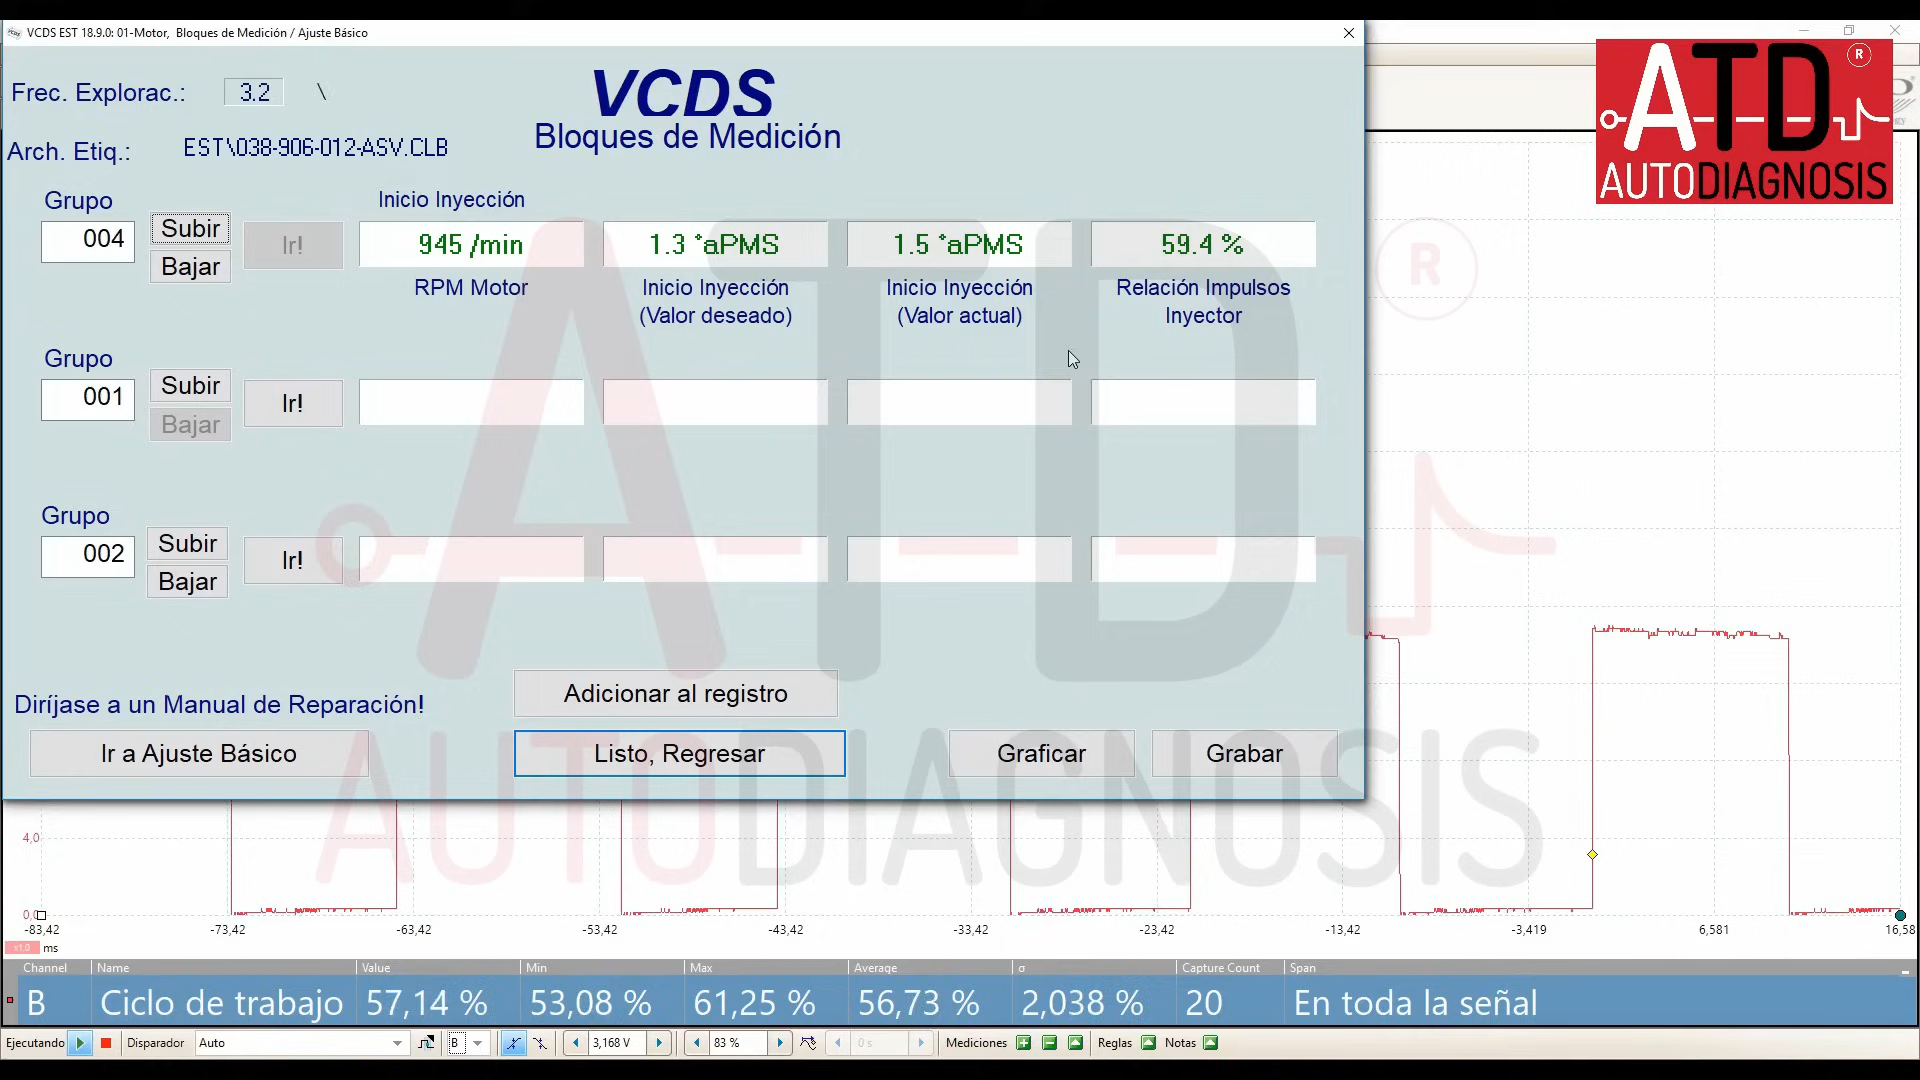 VCDS EST 18.9.0: 01-Motor,  Bloques de Medición / Ajuste Básico
Frec. Explorac.: 3.2 \
VCDS
Bloques de Medición
Arch. Etiq.: EST\038-906-012-ASV.CLB
ATD ®
AUTODIAGNOSIS
Grupo
004
Subir
Bajar
Ir!
Inicio Inyección
945 /min
1.3 °aPMS
1.5 °aPMS
59.4 %
RPM Motor
Inicio Inyección
(Valor deseado)
Inicio Inyección
(Valor actual)
Relación Impulsos
Inyector
Grupo
001
Subir
Bajar
Ir!
Grupo
002
Subir
Bajar
Ir!
ATD ®
AUTODIAGNOSIS
Adicionar al registro
Diríjase a un Manual de Reparación!
Ir a Ajuste Básico
Listo, Regresar
Graficar
Grabar
4,0
0,0
-83,42 -73,42 -63,42 -53,42 -43,42 -33,42 -23,42 -13,42 -3,419 6,581 16,58
x1,0 ms
Channel Name Value Min Max Average σ Capture Count Span
B Ciclo de trabajo 57,14 % 53,08 % 61,25 % 56,73 % 2,038 % 20 En toda la señal
Ejecutando Disparador Auto B 3,168 V 83 % 0 s Mediciones Reglas Notas